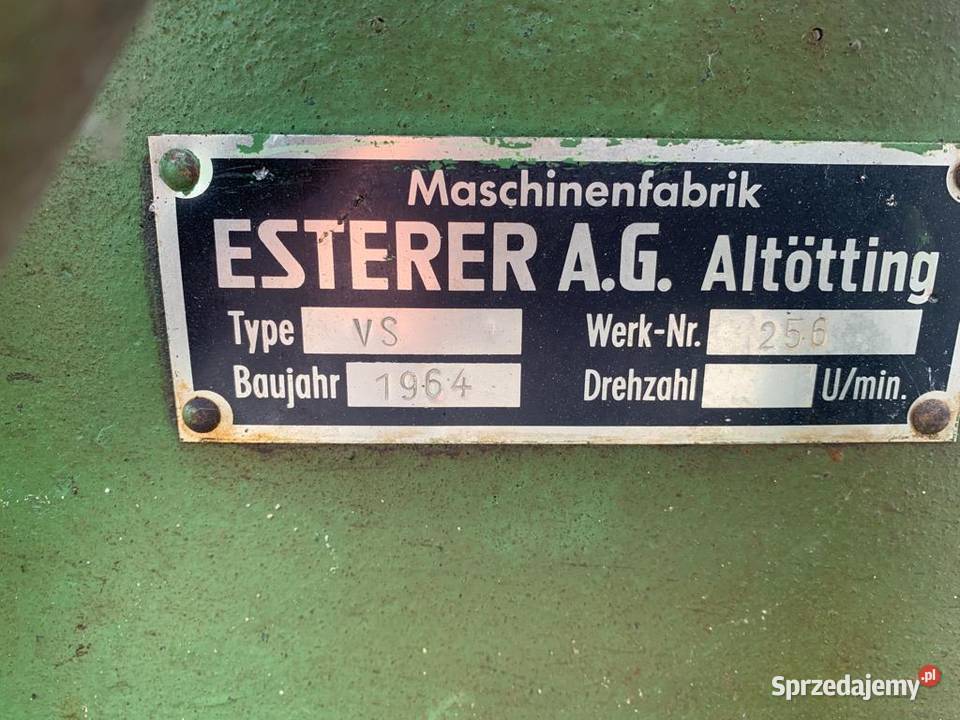 Maschinenfabrik
ESTERER A.G. Altötting
Type VS Werk-Nr. 256
Baujahr 1964 Drehzahl U/min.
Sprzedajemy.pl